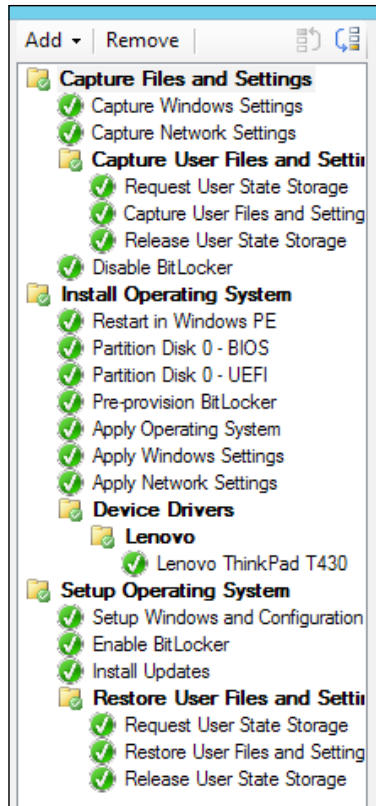 Add Remove
Capture Files and Settings
Capture Windows Settings
Capture Network Settings
Capture User Files and Settin
Request User State Storage
Capture User Files and Setting
Release User State Storage
Disable BitLocker
Install Operating System
Restart in Windows PE
Partition Disk 0 - BIOS
Partition Disk 0 - UEFI
Pre-provision BitLocker
Apply Operating System
Apply Windows Settings
Apply Network Settings
Device Drivers
Lenovo
Lenovo ThinkPad T430
Setup Operating System
Setup Windows and Configuration
Enable BitLocker
Install Updates
Restore User Files and Settin
Request User State Storage
Restore User Files and Setting
Release User State Storage